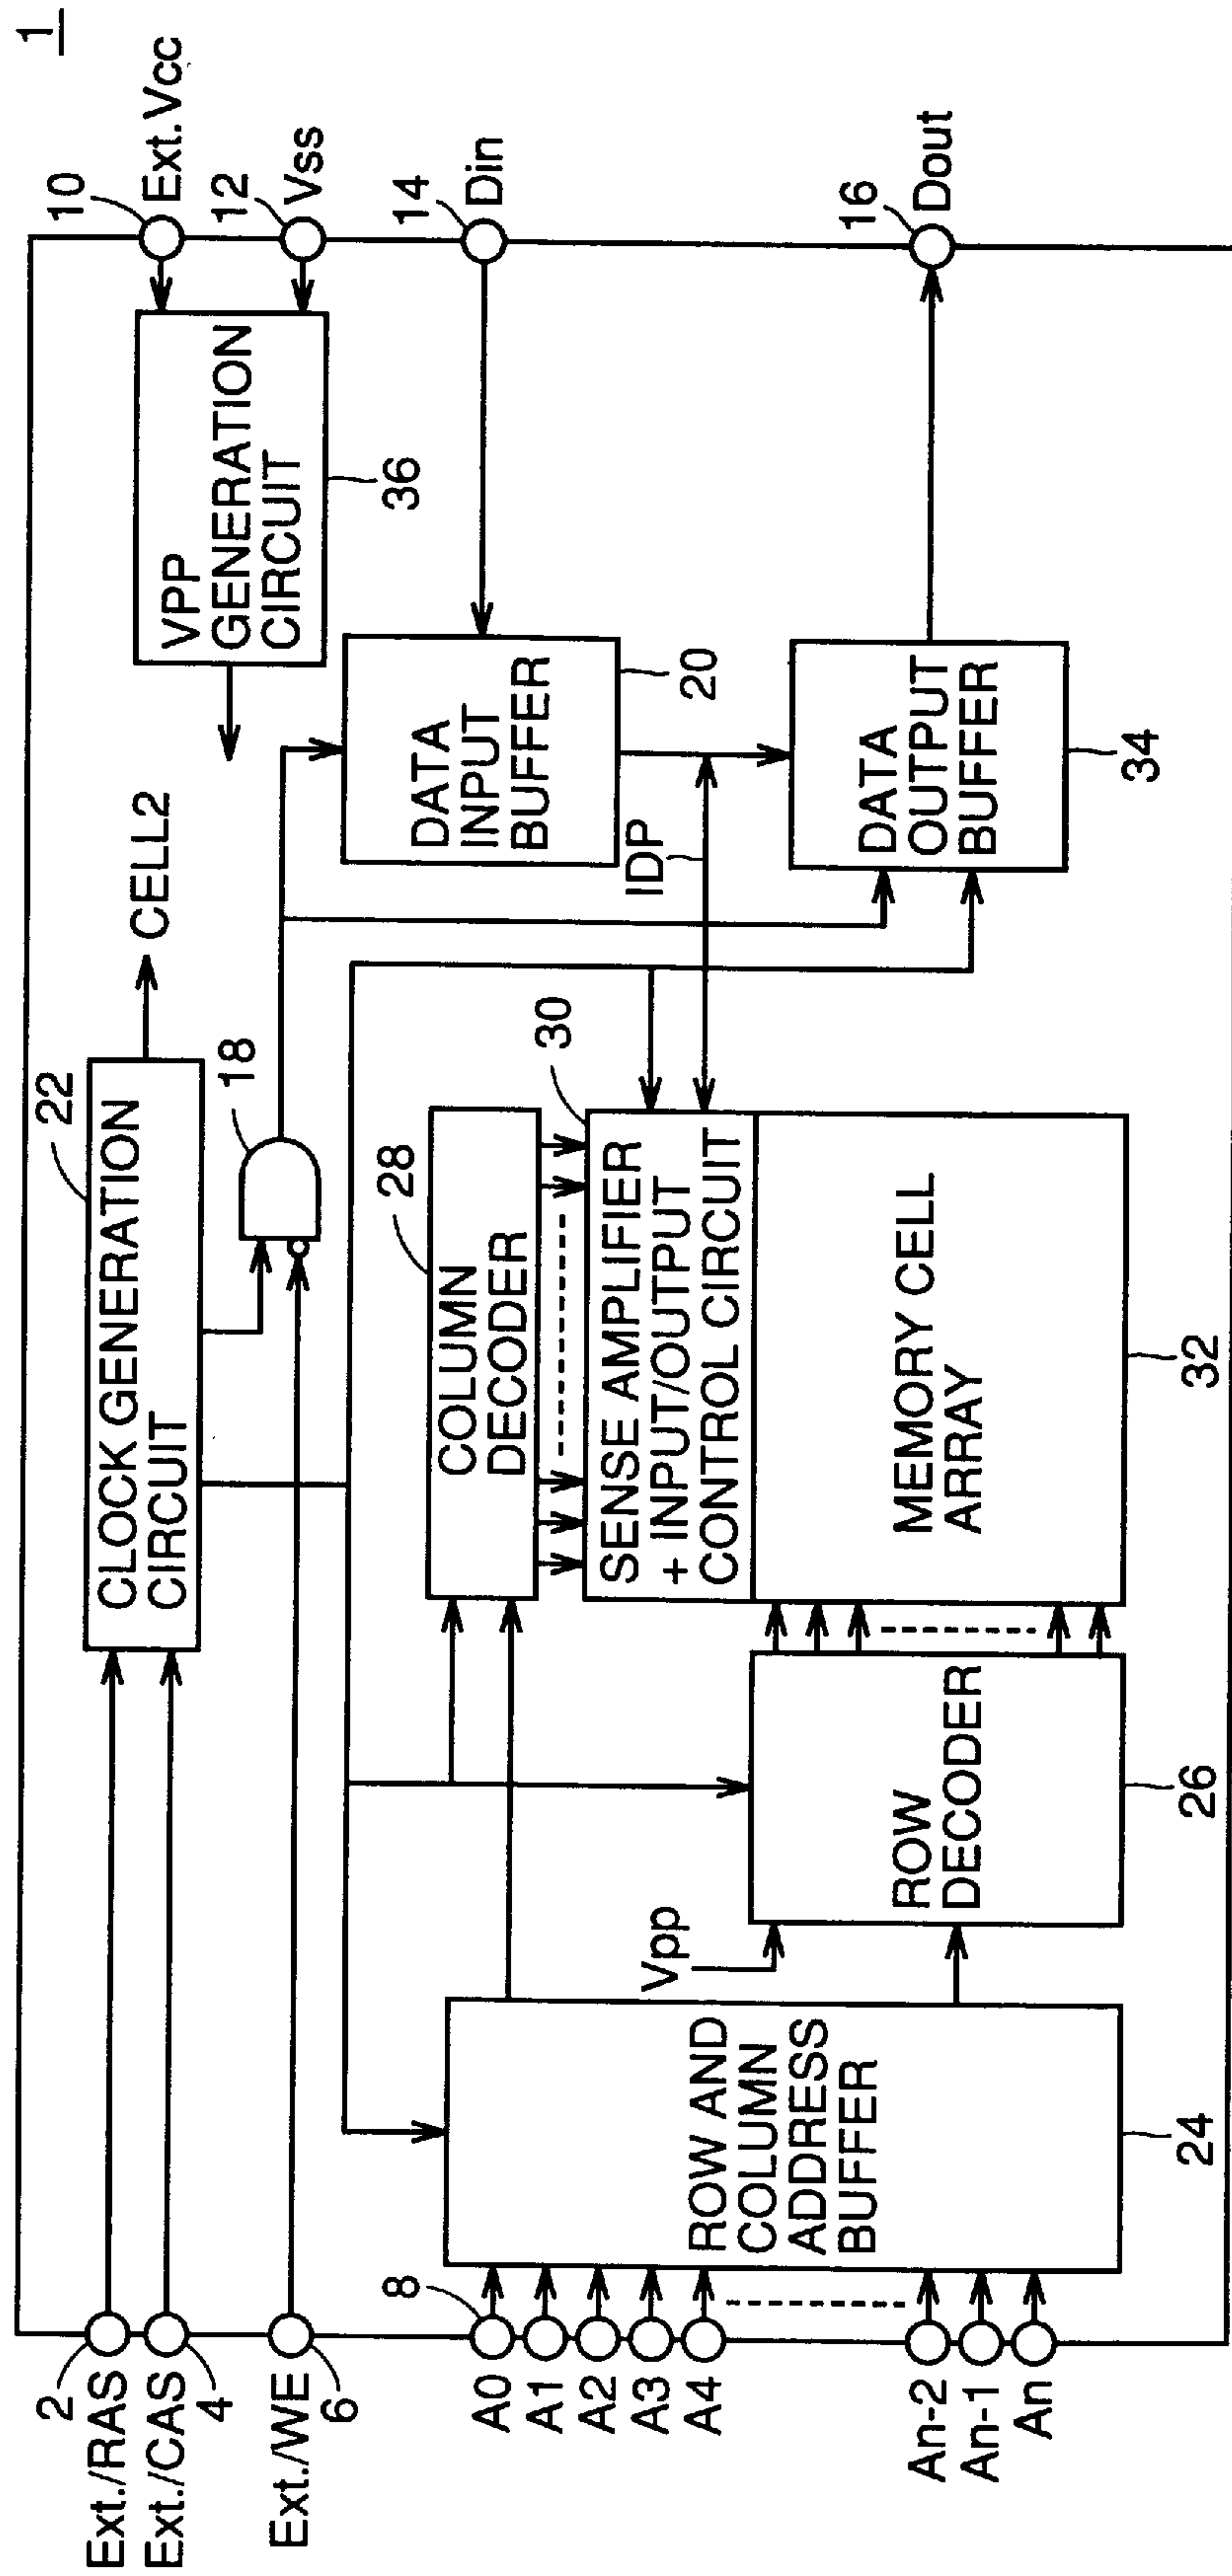 1
Ext./RAS
2
Ext./CAS
4
Ext./WE
6
8
A0
A1
A2
A3
A4
An-2
An-1
An
22
CLOCK GENERATION
CIRCUIT
CELL2
18
VPP
GENERATION
CIRCUIT
36
10
Ext.Vcc
12
Vss
14
Din
16
Dout
28
COLUMN
DECODER
30
SENSE AMPLIFIER
+ INPUT/OUTPUT
CONTROL CIRCUIT
MEMORY CELL
ARRAY
32
DATA
INPUT
BUFFER
20
IDP
DATA
OUTPUT
BUFFER
34
ROW AND
COLUMN
ADDRESS
BUFFER
24
Vpp
ROW
DECODER
26